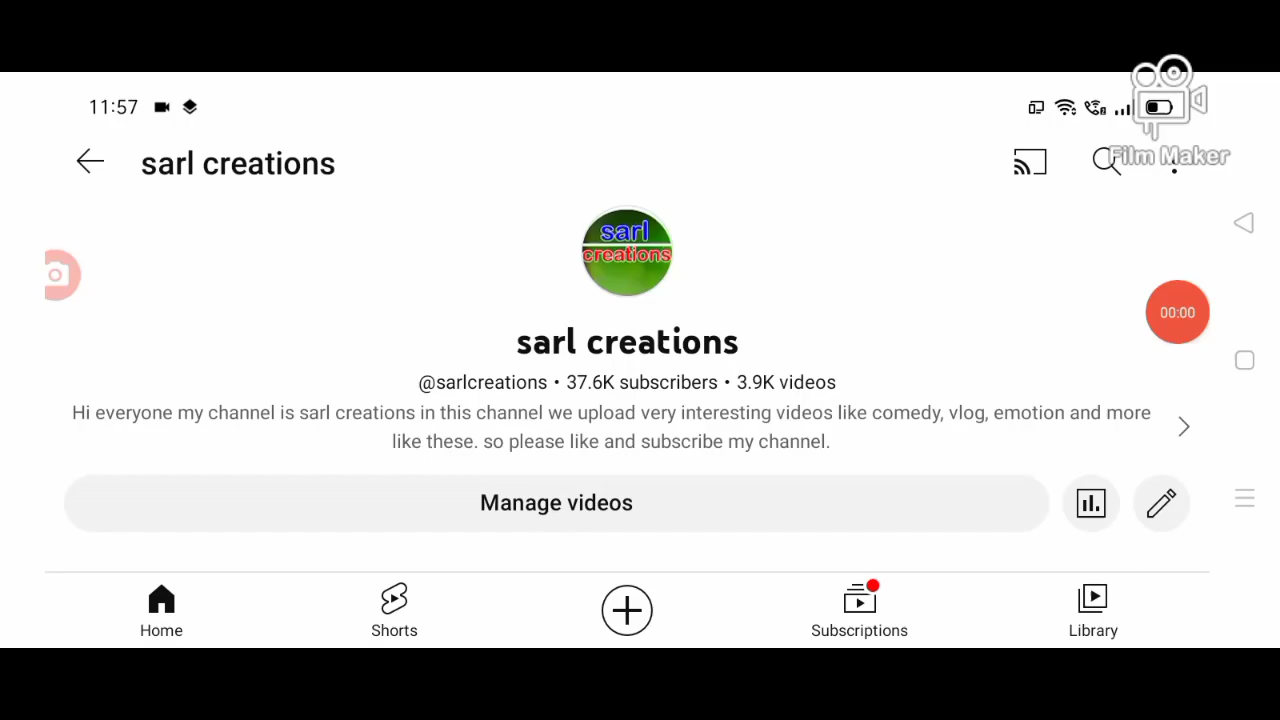 11:57
Film Maker
sarl creations
sarl
creations
00:00
sarl creations
@sarlcreations • 37.6K subscribers • 3.9K videos
Hi everyone my channel is sarl creations in this channel we upload very interesting videos like comedy, vlog, emotion and more
like these. so please like and subscribe my channel.
Manage videos
Home Shorts Subscriptions Library